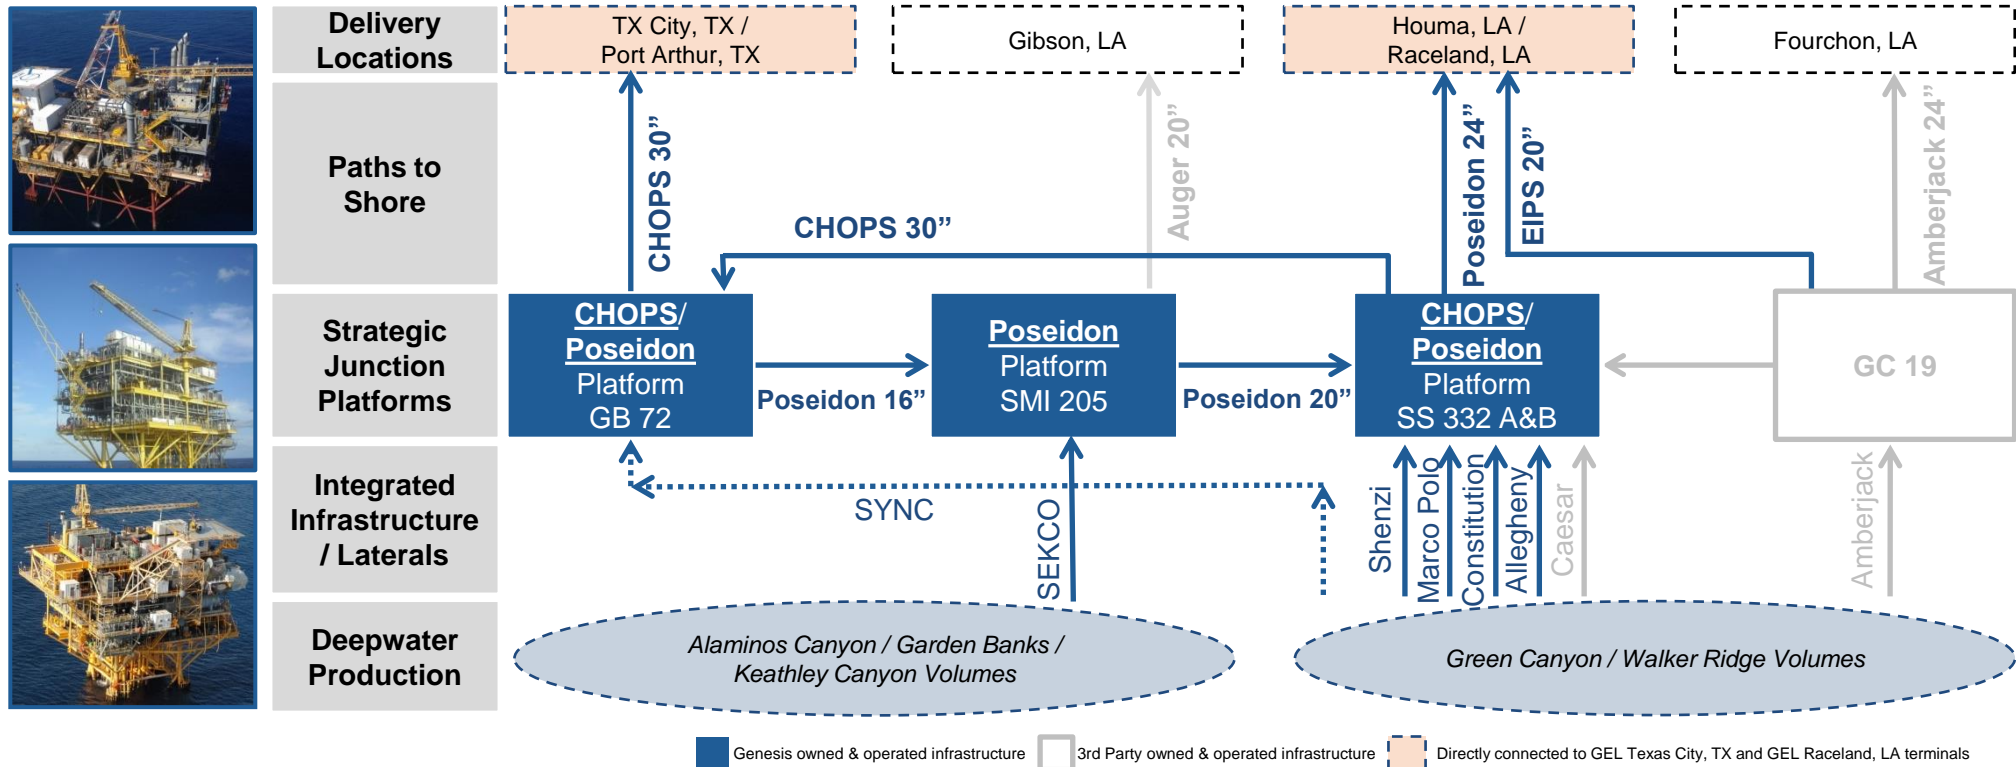 Delivery
Locations
TX City, TX /
Port Arthur, TX
Gibson, LA
Houma, LA /
Raceland, LA
Fourchon, LA
Paths to
Shore
CHOPS 30”
Auger 20”
Poseidon 24”
EIPS 20”
Amberjack 24”
CHOPS 30”
Strategic
Junction
Platforms
CHOPS/
Poseidon
Platform
GB 72
Poseidon 16”
Poseidon
Platform
SMI 205
Poseidon 20”
CHOPS/
Poseidon
Platform
SS 332 A&B
GC 19
Integrated
Infrastructure
/ Laterals
SYNC
SEKCO
Shenzi
Marco Polo
Constitution
Allegheny
Caesar
Amberjack
Deepwater
Production
Alaminos Canyon / Garden Banks /
Keathley Canyon Volumes
Green Canyon / Walker Ridge Volumes
Genesis owned & operated infrastructure
3rd Party owned & operated infrastructure
Directly connected to GEL Texas City, TX and GEL Raceland, LA terminals